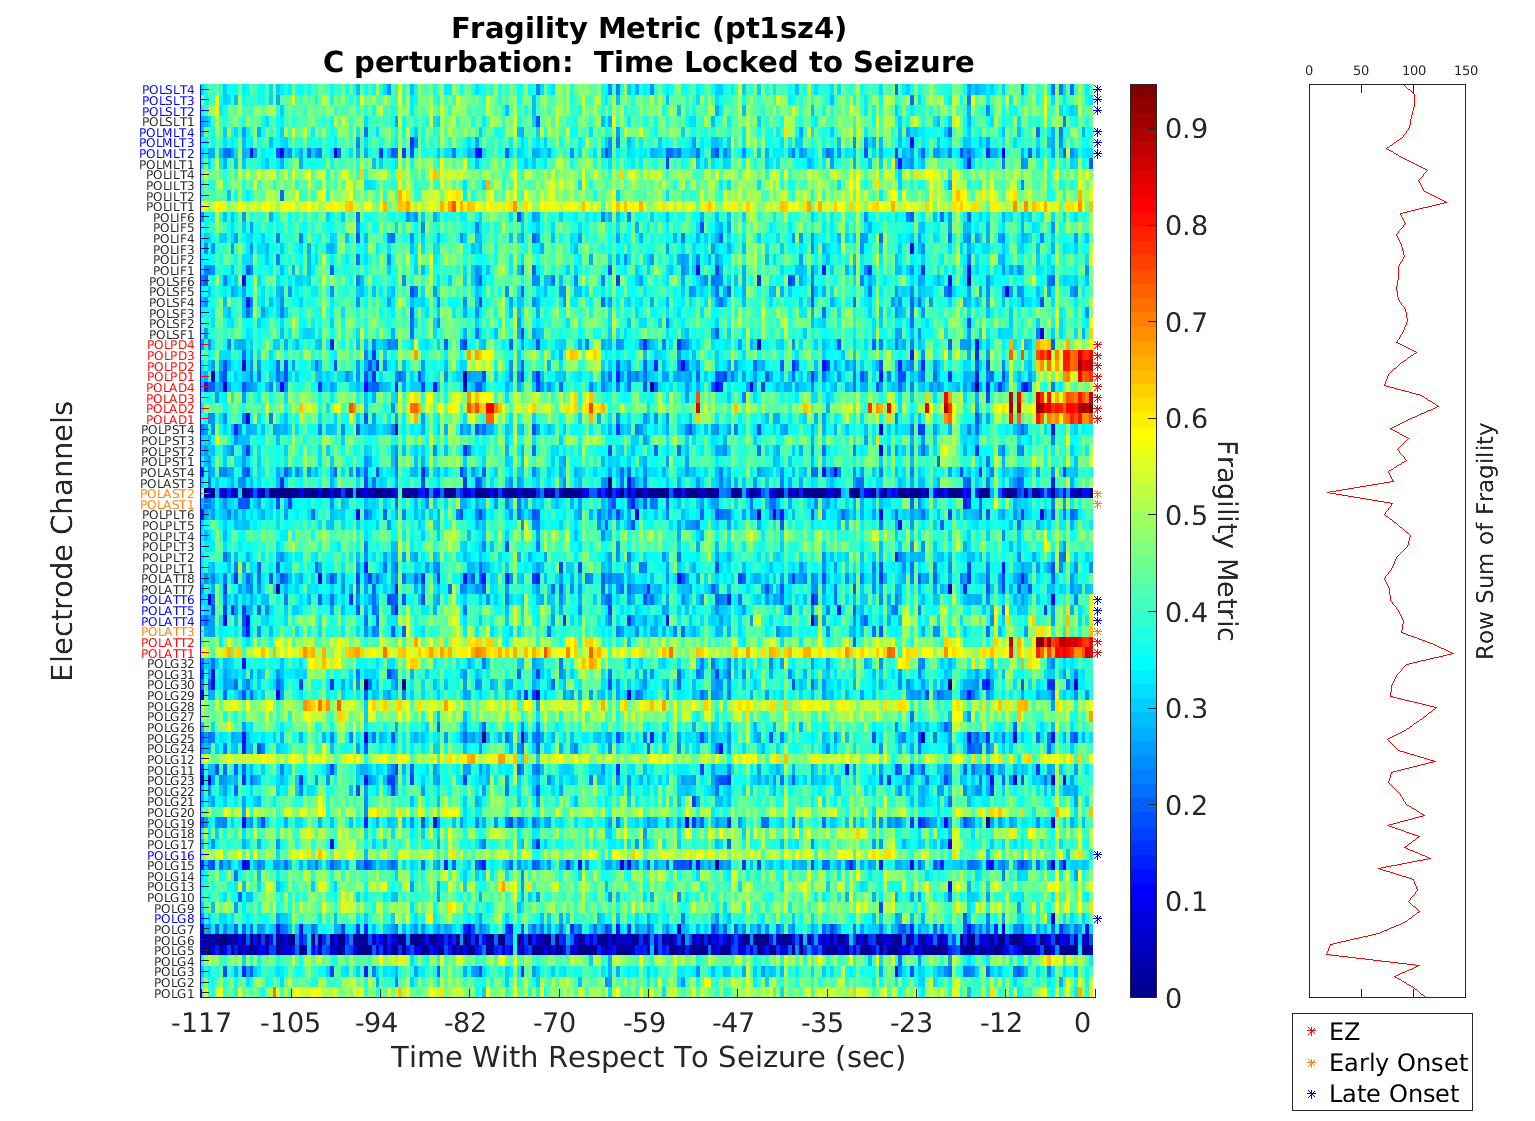 Fragility Metric (pt1sz4)
C perturbation:  Time Locked to Seizure
Electrode Channels
POLSLT4
POLSLT3
POLSLT2
POLSLT1
POLMLT4
POLMLT3
POLMLT2
POLMLT1
POLILT4
POLILT3
POLILT2
POLILT1
POLIF6
POLIF5
POLIF4
POLIF3
POLIF2
POLIF1
POLSF6
POLSF5
POLSF4
POLSF3
POLSF2
POLSF1
POLPD4
POLPD3
POLPD2
POLPD1
POLAD4
POLAD3
POLAD2
POLAD1
POLPST4
POLPST3
POLPST2
POLPST1
POLAST4
POLAST3
POLAST2
POLAST1
POLPLT6
POLPLT5
POLPLT4
POLPLT3
POLPLT2
POLPLT1
POLATT8
POLATT7
POLATT6
POLATT5
POLATT4
POLATT3
POLATT2
POLATT1
POLG32
POLG31
POLG30
POLG29
POLG28
POLG27
POLG26
POLG25
POLG24
POLG12
POLG11
POLG23
POLG22
POLG21
POLG20
POLG19
POLG18
POLG17
POLG16
POLG15
POLG14
POLG13
POLG10
POLG9
POLG8
POLG7
POLG6
POLG5
POLG4
POLG3
POLG2
POLG1
-117 -105 -94 -82 -70 -59 -47 -35 -23 -12 0
Time With Respect To Seizure (sec)
0.9
0.8
0.7
0.6
0.5
0.4
0.3
0.2
0.1
0
Fragility Metric
0 50 100 150
Row Sum of Fragility
EZ
Early Onset
Late Onset